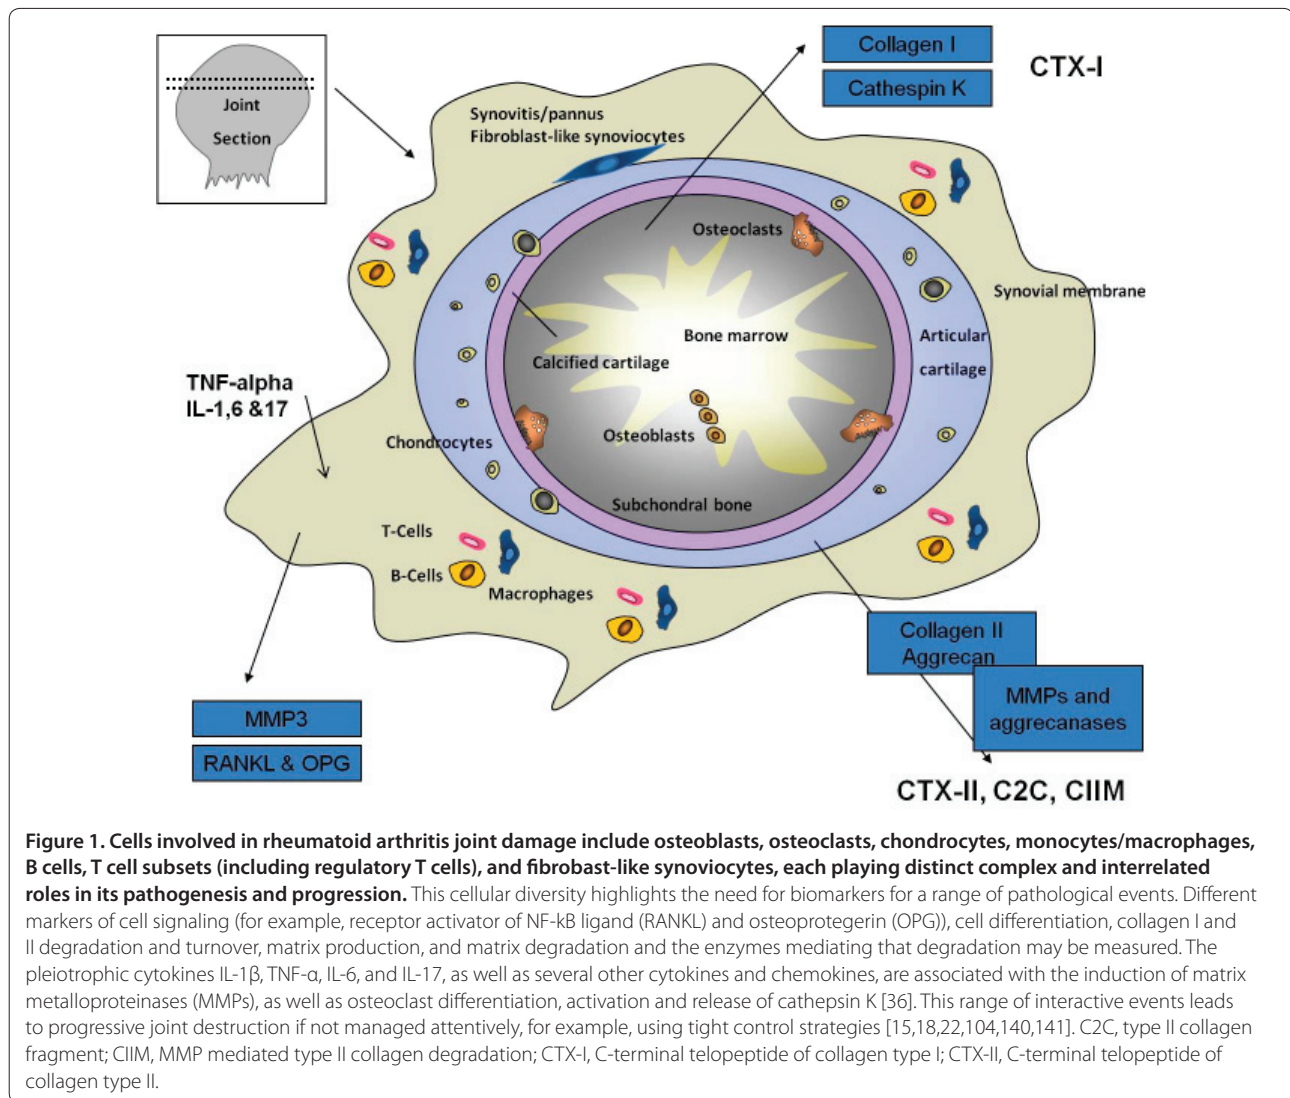 Joint
Section
Synovitis/pannus
Fibroblast-like synoviocytes
Collagen I
Cathespin K
CTX-I
Osteoclasts
Synovial membrane
Bone marrow
Articular
cartilage
Calcified cartilage
TNF-alpha
IL-1,6 &17
Chondrocytes
Osteoblasts
Subchondral bone
T-Cells
B-Cells
Macrophages
Collagen II
Aggrecan
MMPs and
aggrecanases
MMP3
RANKL & OPG
CTX-II, C2C, CIIM
Figure 1. Cells involved in rheumatoid arthritis joint damage include osteoblasts, osteoclasts, chondrocytes, monocytes/macrophages,
B cells, T cell subsets (including regulatory T cells), and fibrobast-like synoviocytes, each playing distinct complex and interrelated
roles in its pathogenesis and progression. This cellular diversity highlights the need for biomarkers for a range of pathological events. Different
markers of cell signaling (for example, receptor activator of NF-kB ligand (RANKL) and osteoprotegerin (OPG)), cell differentiation, collagen I and
II degradation and turnover, matrix production, and matrix degradation and the enzymes mediating that degradation may be measured. The
pleiotrophic cytokines IL-1β, TNF-α, IL-6, and IL-17, as well as several other cytokines and chemokines, are associated with the induction of matrix
metalloproteinases (MMPs), as well as osteoclast differentiation, activation and release of cathepsin K [36]. This range of interactive events leads
to progressive joint destruction if not managed attentively, for example, using tight control strategies [15,18,22,104,140,141]. C2C, type II collagen
fragment; CIIM, MMP mediated type II collagen degradation; CTX-I, C-terminal telopeptide of collagen type I; CTX-II, C-terminal telopeptide of
collagen type II.